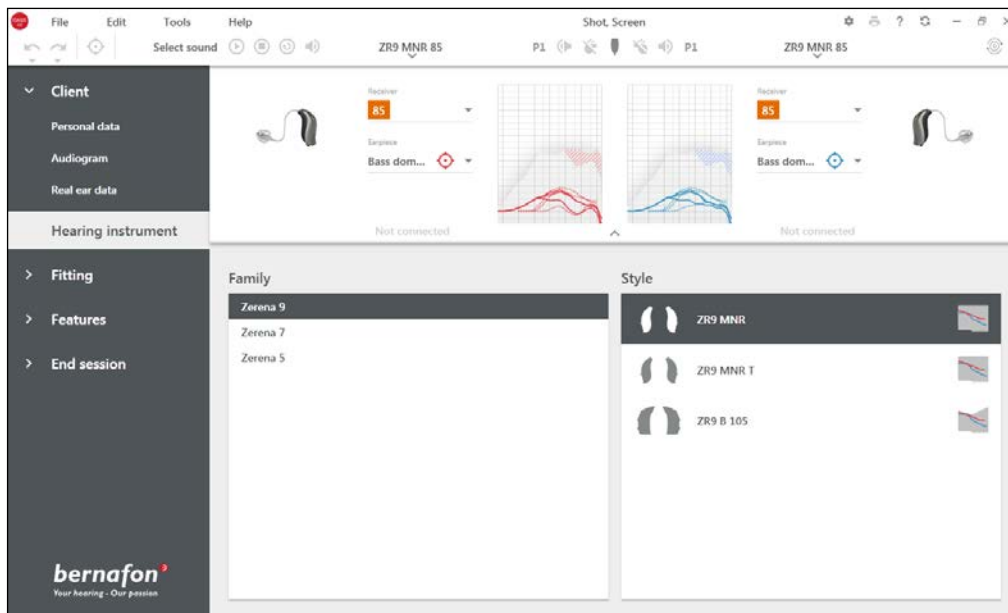 File Edit Tools Help Shot, Screen ?
Select sound ZR9 MNR 85 P1 P1 ZR9 MNR 85
Client
Personal data
Audiogram
Real ear data
Hearing instrument
Fitting
Features
End session
Receiver
85
Earpiece
Bass dom...
Not connected
Receiver
85
Earpiece
Bass dom...
Not connected
Family
Zerena 9
Zerena 7
Zerena 5
Style
ZR9 MNR
ZR9 MNR T
ZR9 B 105
bernafon
Your hearing - Our passion